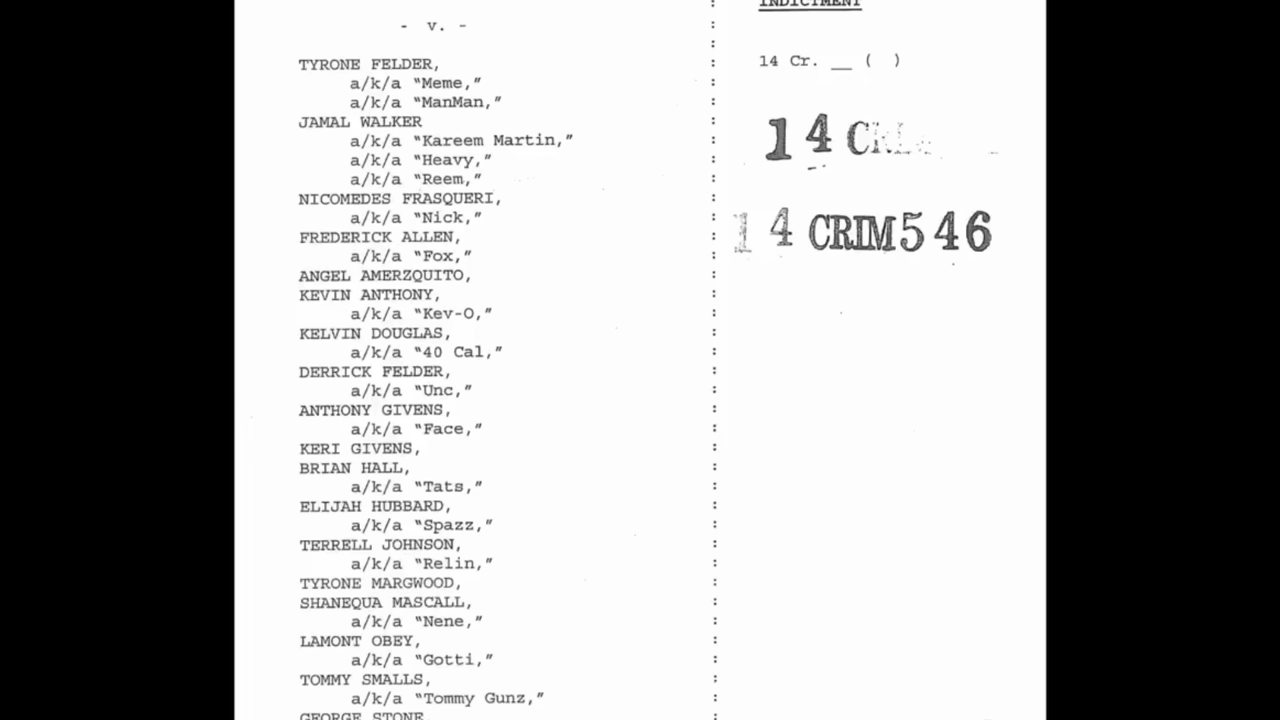 INDICTMENT
- v. -
14 Cr. __ ( )
TYRONE FELDER,
a/k/a “Meme,”
a/k/a “ManMan,”
JAMAL WALKER
a/k/a “Kareem Martin,”
a/k/a “Heavy,”
a/k/a “Reem,”
NICOMEDES FRASQUERI,
a/k/a “Nick,”
FREDERICK ALLEN,
a/k/a “Fox,”
ANGEL AMERZQUITO,
KEVIN ANTHONY,
a/k/a “Kev-O,”
KELVIN DOUGLAS,
a/k/a “40 Cal,”
DERRICK FELDER,
a/k/a “Unc,”
ANTHONY GIVENS,
a/k/a “Face,”
KERI GIVENS,
BRIAN HALL,
a/k/a “Tats,”
ELIJAH HUBBARD,
a/k/a “Spazz,”
TERRELL JOHNSON,
a/k/a “Relin,”
TYRONE MARGWOOD,
SHANEQUA MASCALL,
a/k/a “Nene,”
LAMONT OBEY,
a/k/a “Gotti,”
TOMMY SMALLS,
a/k/a “Tommy Gunz,”
GEORGE STONE,
14
14 CRIM 546